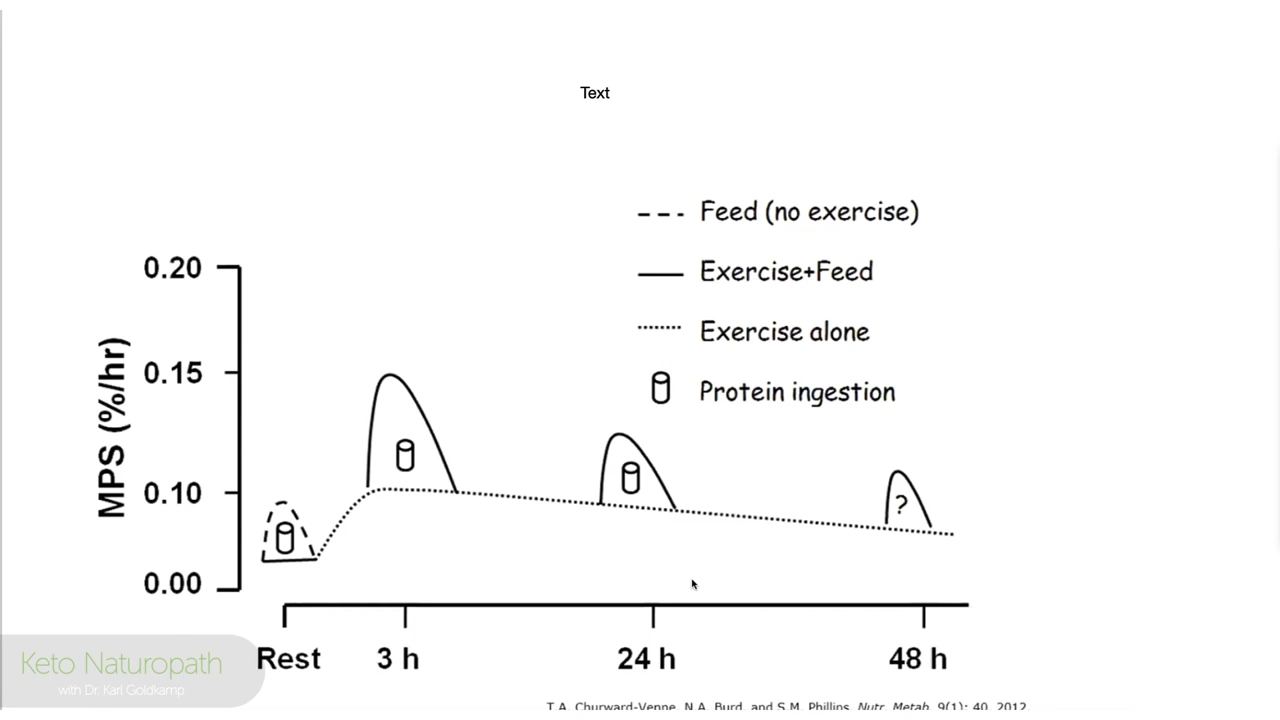 Text
Feed (no exercise)
Exercise+Feed
Exercise alone
Protein ingestion
MPS (%/hr)
0.20
0.15
0.10
0.00
?
Rest 3 h 24 h 48 h
Keto Naturopath
with Dr. Karl Goldkamp
T.A. Churward-Venne, N.A. Burd, and S.M. Phillips. Nutr. Metab. 9(1): 40, 2012